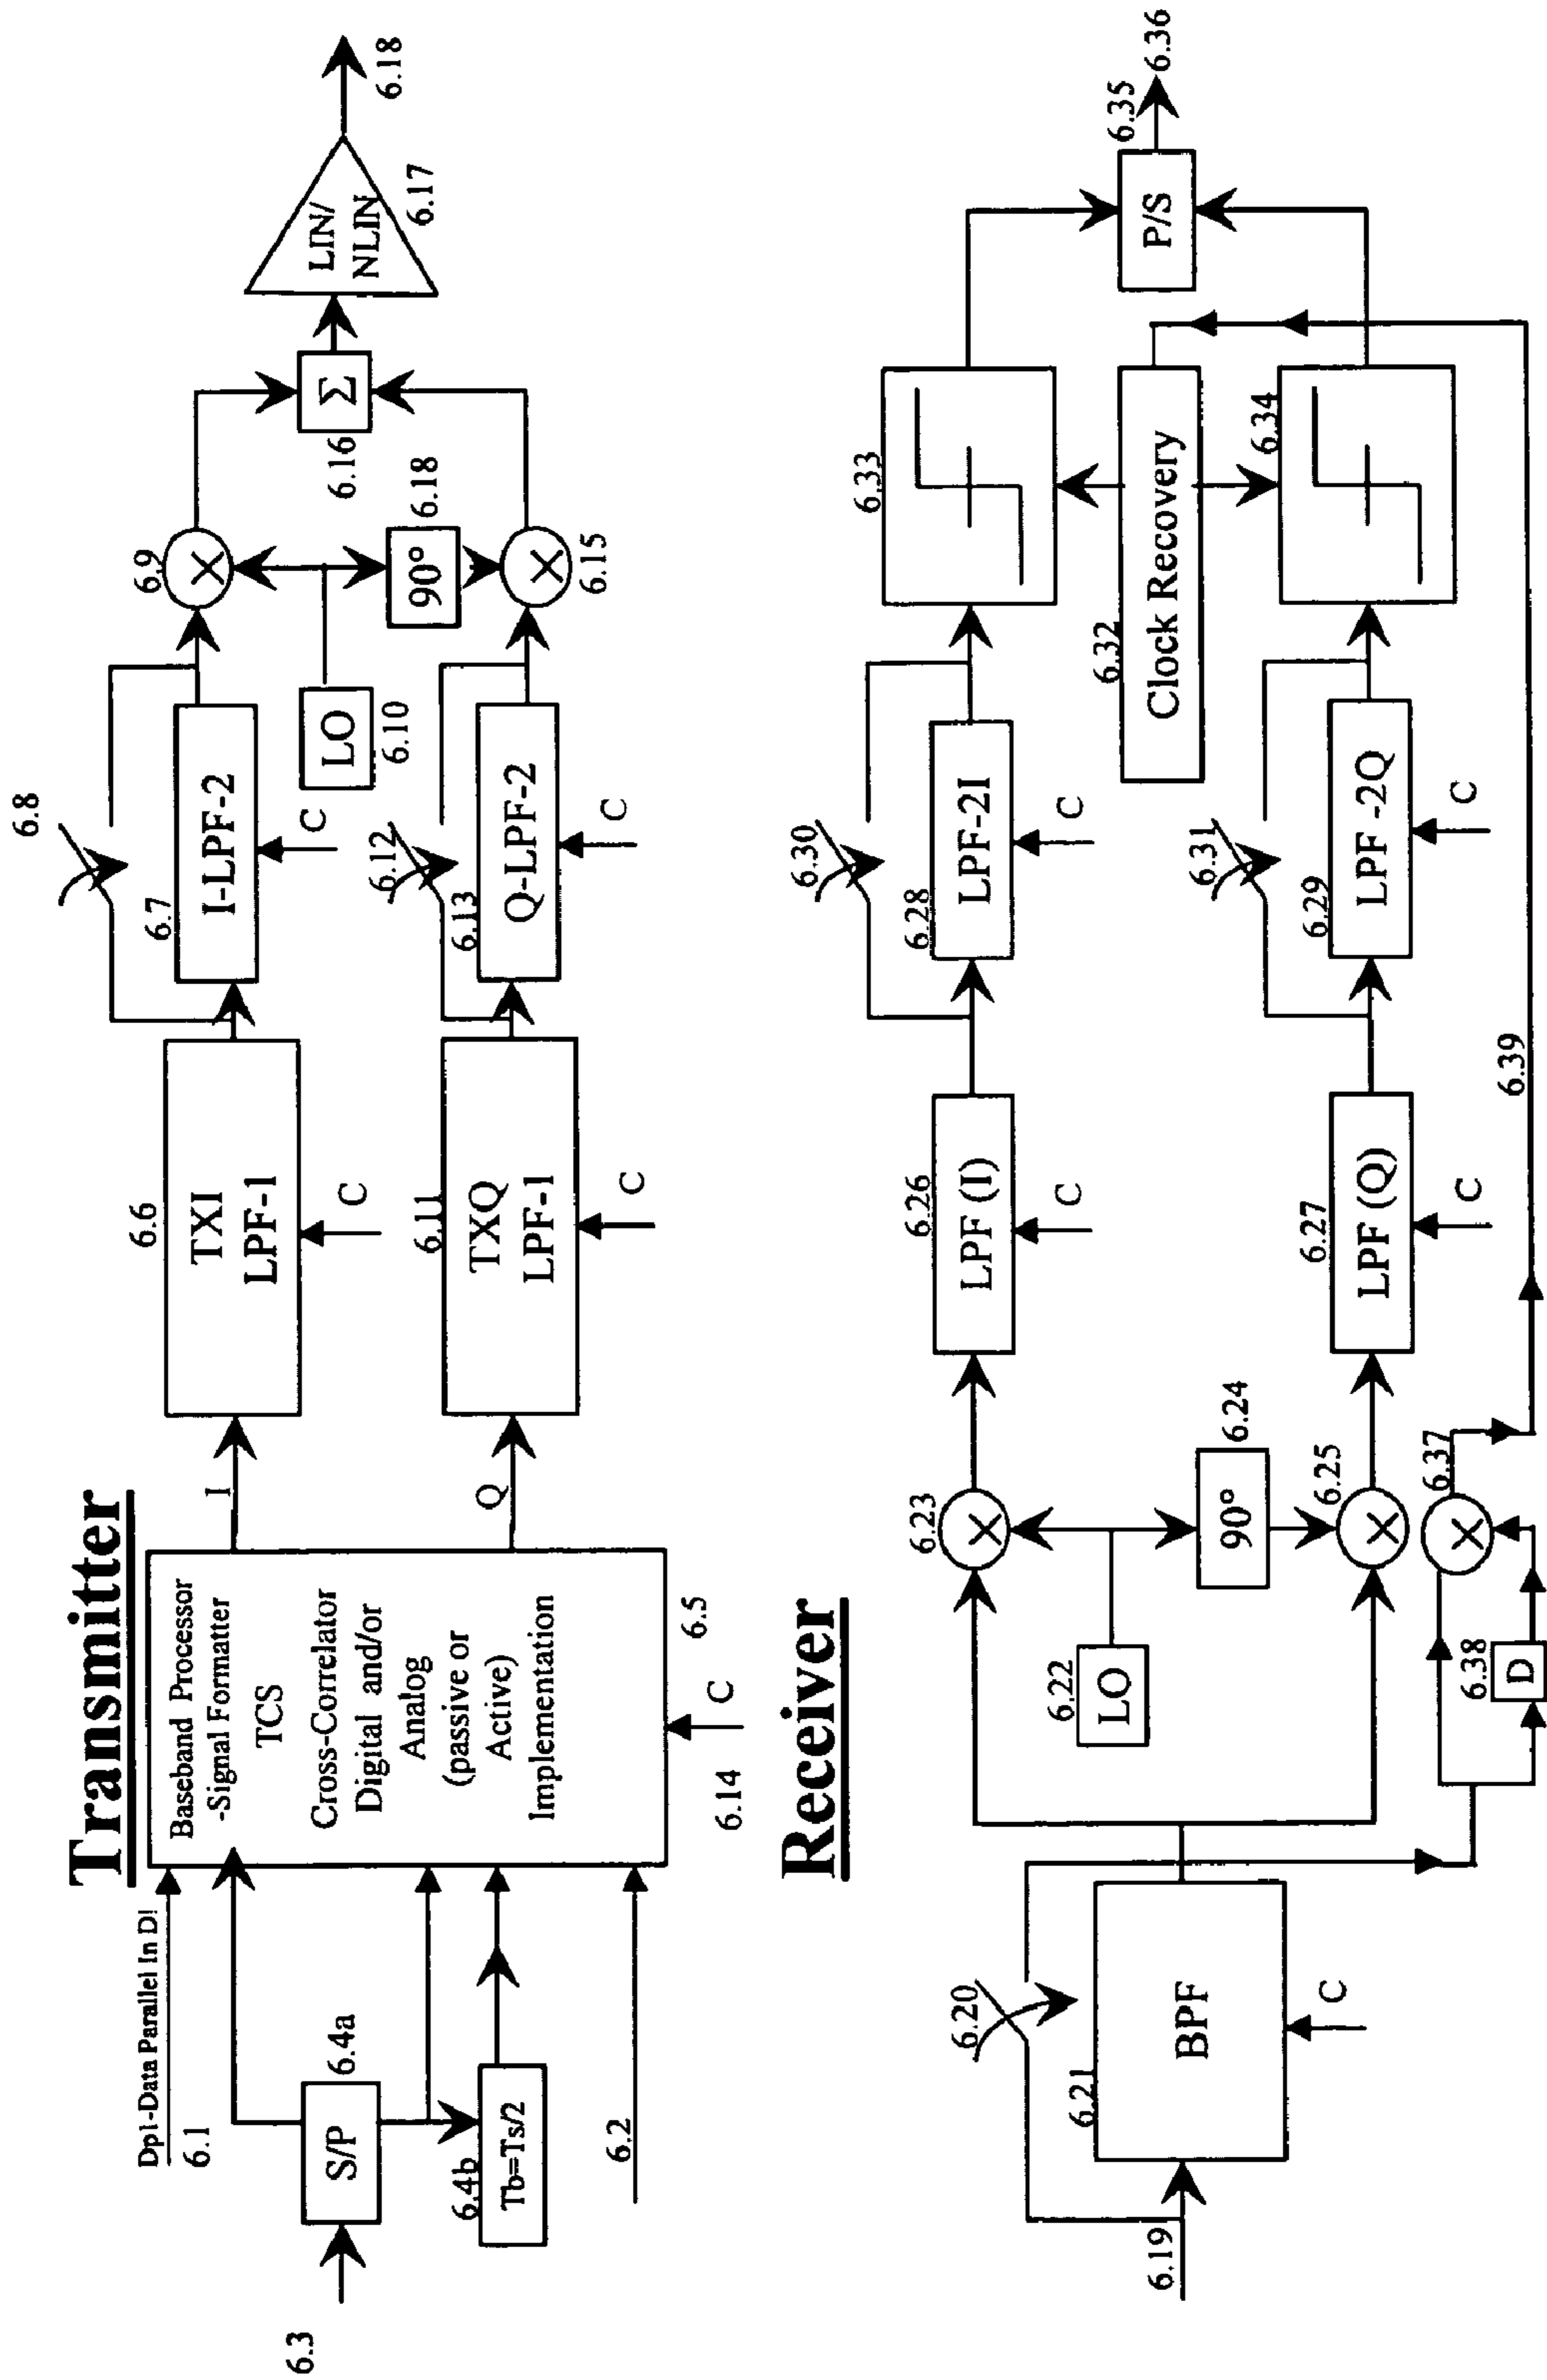 Transmitter
Dp1-Data Parallel In D!
6.1
6.3
S/P
6.4a
6.4b
Tb=Ts/2
6.2
Baseband Processor
-Signal Formatter
TCS
Cross-Correlator
Digital and/or
Analog
(passive or
Active)
Implementation
6.5
C
6.14
I
Q
6.6
TXI
LPF-1
C
6.11
TXQ
LPF-1
C
6.8
6.7
I-LPF-2
C
6.12
6.13
Q-LPF-2
C
LO
6.10
6.9
×
90°
6.18
×
6.15
Σ
6.16
LIN/
NLIN
6.17
6.18
Receiver
6.19
6.20
6.21
BPF
C
6.22
LO
6.23
×
90°
6.24
6.25
×
6.37
×
6.38
D
6.39
6.26
LPF (I)
C
6.27
LPF (Q)
C
6.30
6.28
LPF-2I
C
6.31
6.29
LPF -2Q
C
6.32
Clock Recovery
6.33
6.34
P/S
6.35
6.36